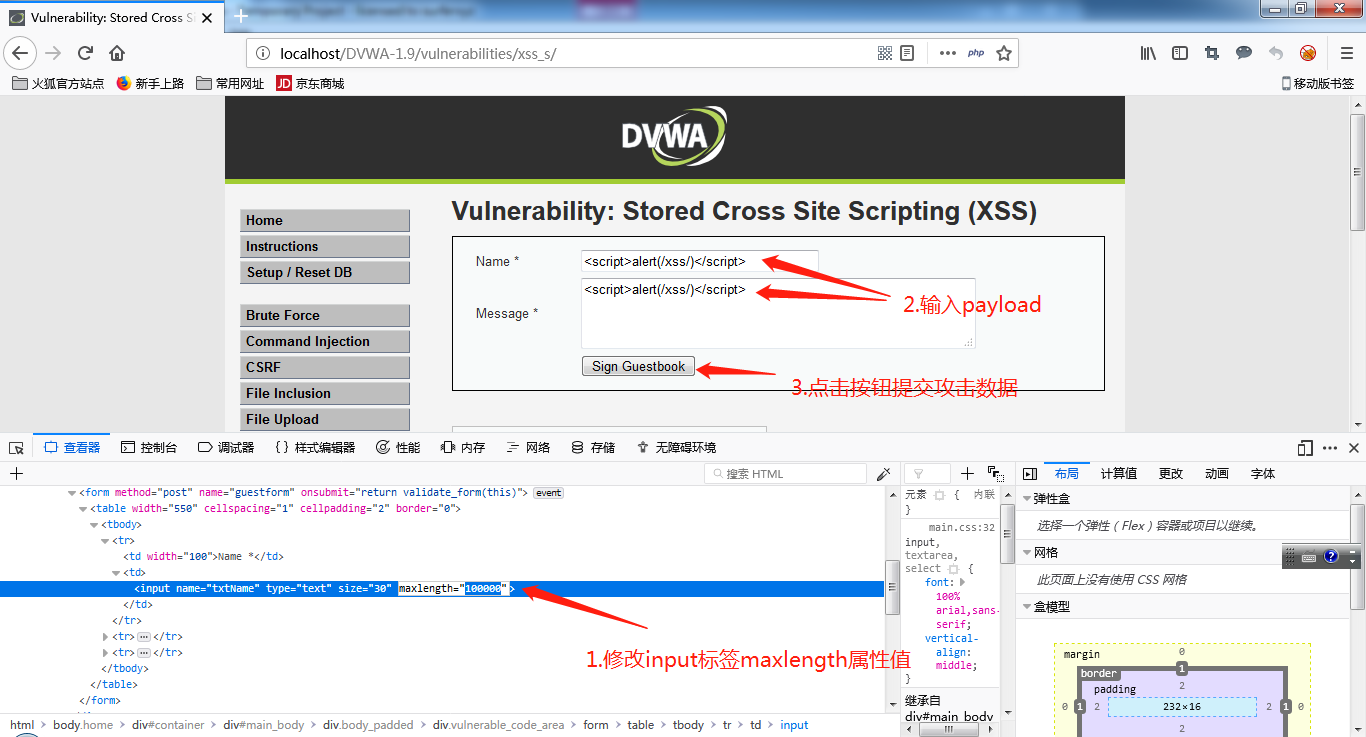 Vulnerability: Stored Cross S
localhost/DVWA-1.9/vulnerabilities/xss_s/
php
火狐官方站点
新手上路
常用网址
JD 京东商城
移动版书签
DVWA
Home
Instructions
Setup / Reset DB
Brute Force
Command Injection
CSRF
File Inclusion
File Upload
Vulnerability: Stored Cross Site Scripting (XSS)
Name *
<script>alert(/xss/)</script>
Message *
<script>alert(/xss/)</script>
2.输入payload
Sign Guestbook
3.点击按钮提交攻击数据
查看器
控制台
调试器
{ } 样式编辑器
性能
内存
网络
存储
无障碍环境
搜索 HTML
布局
计算值
更改
动画
字体
<form method="post" name="guestform" onsubmit="return validate_form(this)"> event
<table width="550" cellspacing="1" cellpadding="2" border="0">
<tbody>
<tr>
<td width="100">Name *</td>
<td>
<input name="txtName" type="text" size="30" maxlength="100000">
</td>
</tr>
<tr> ··· </tr>
<tr> ··· </tr>
</tbody>
</table>
</form>
1.修改input标签maxlength属性值
元素 { 内联
}
main.css:32
input,
textarea,
select {
font:
100%
arial,sans-
serif;
vertical-
align:
middle;
}
继承自
div#main_body
弹性盒
选择一个弹性（Flex）容器或项目以继续。
网格
此页面上没有使用 CSS 网格
盒模型
margin
0
border
1
padding
2
0 1 2 232×16 2 1 0
2
html > body.home > div#container > div#main_body > div.body_padded > div.vulnerable_code_area > form > table > tbody > tr > td > input